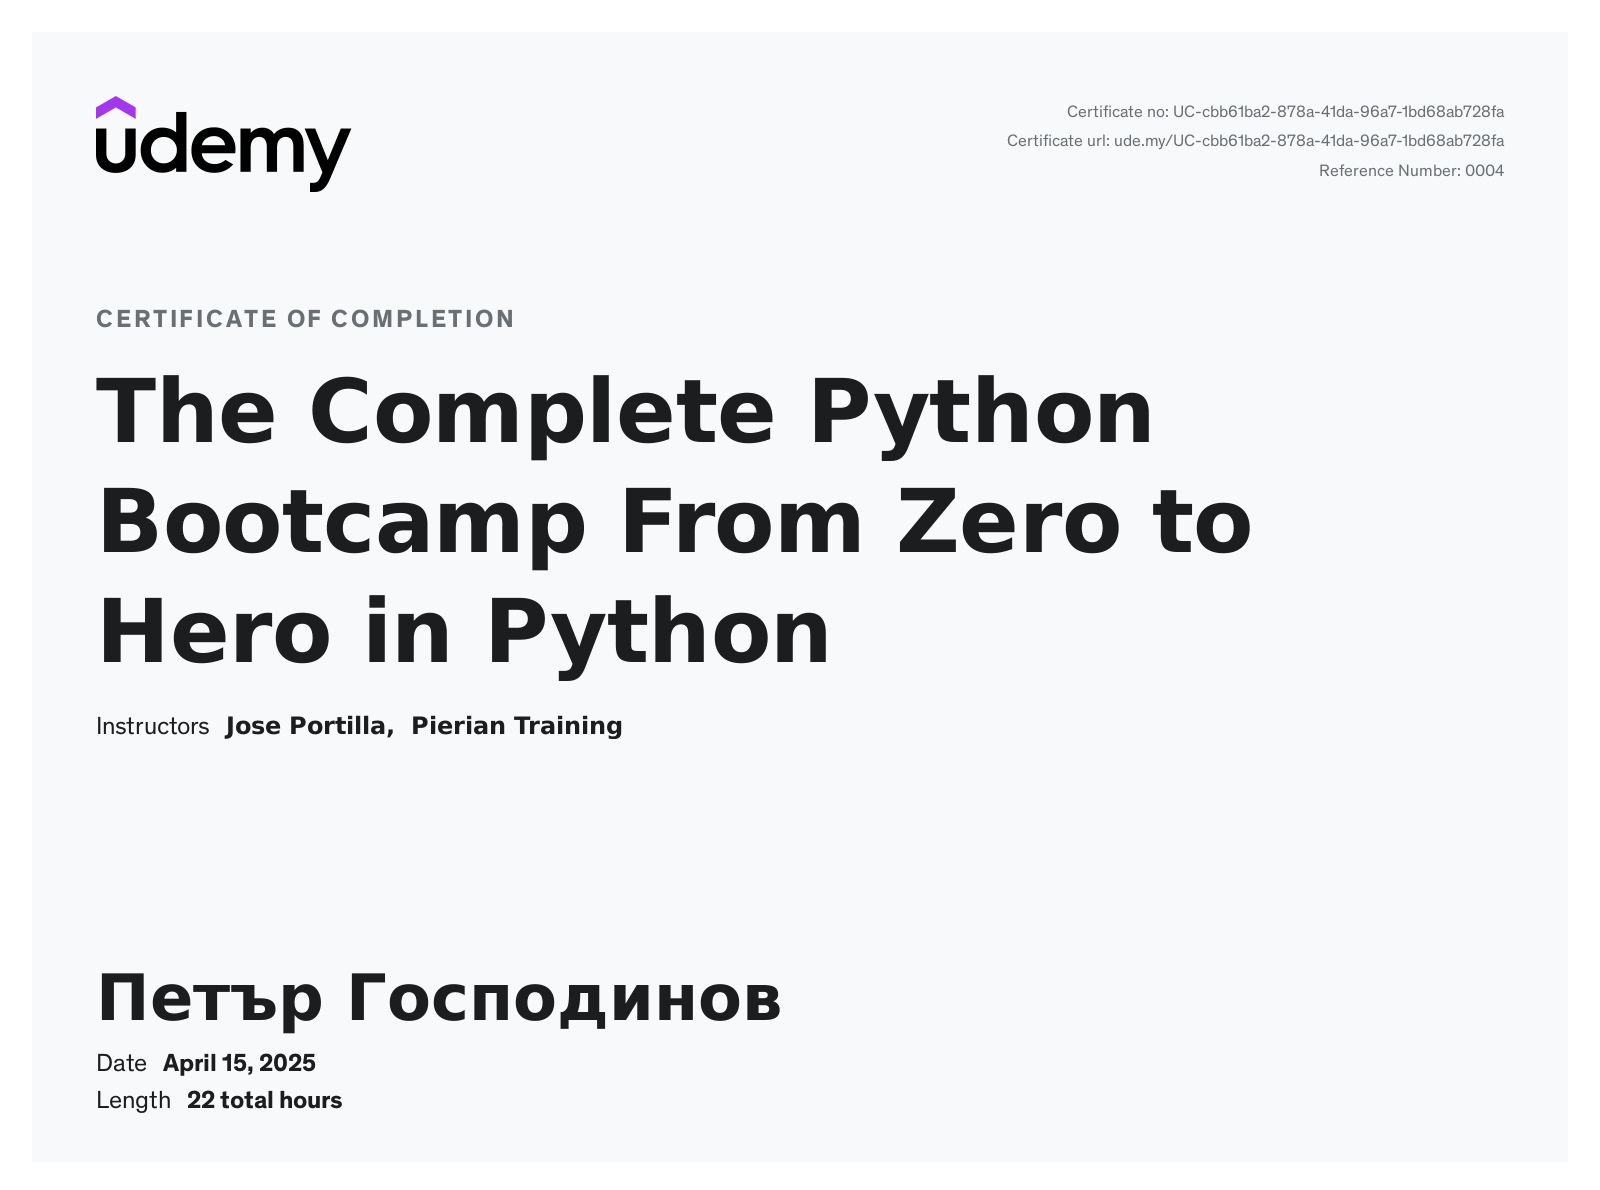 udemy
Certificate no: UC-cbb61ba2-878a-41da-96a7-1bd68ab728fa
Certificate url: ude.my/UC-cbb61ba2-878a-41da-96a7-1bd68ab728fa
Reference Number: 0004
CERTIFICATE OF COMPLETION
The Complete Python
Bootcamp From Zero to
Hero in Python
Instructors Jose Portilla, Pierian Training
Петър Господинов
Date April 15, 2025
Length 22 total hours